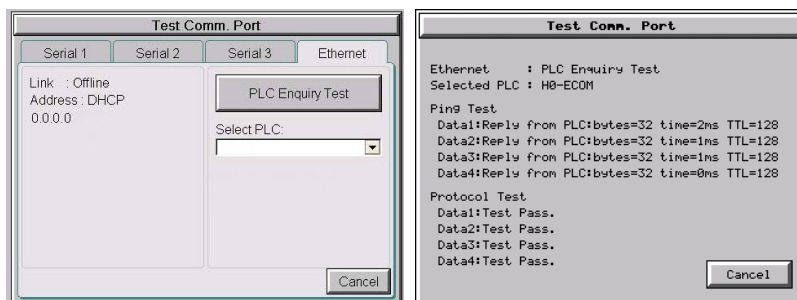 Test Comm. Port
Serial 1
Serial 2
Serial 3
Ethernet
Link : Offline
Address : DHCP
0.0.0.0
PLC Enquiry Test
Select PLC:
Cancel
Test Comm. Port
Ethernet : PLC Enquiry Test
Selected PLC : H0-ECOM
Ping Test
Data1:Reply from PLC:bytes=32 time=2ms TTL=128
Data2:Reply from PLC:bytes=32 time=1ms TTL=128
Data3:Reply from PLC:bytes=32 time=1ms TTL=128
Data4:Reply from PLC:bytes=32 time=0ms TTL=128
Protocol Test
Data1:Test Pass.
Data2:Test Pass.
Data3:Test Pass.
Data4:Test Pass.
Cancel